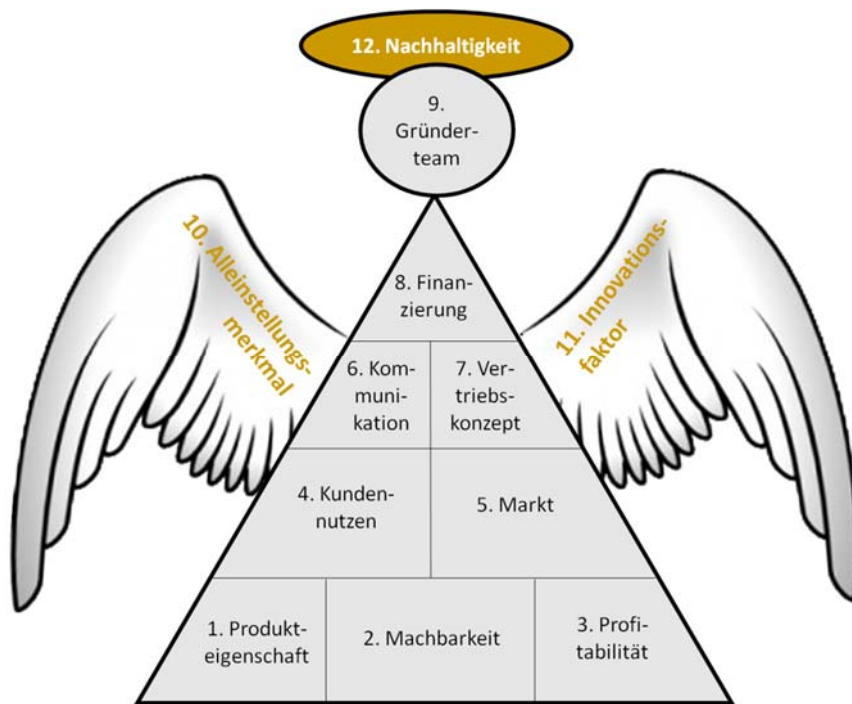 12. Nachhaltigkeit
9.
Gründer-
team
10. Alleinstellungs-
merkmal
11. Innovations-
faktor
8. Finan-
zierung
6. Kom-
muni-
kation
7. Ver-
triebs-
konzept
4. Kunden-
nutzen
5. Markt
1. Produkt-
eigenschaft
2. Machbarkeit
3. Profi-
tabilität